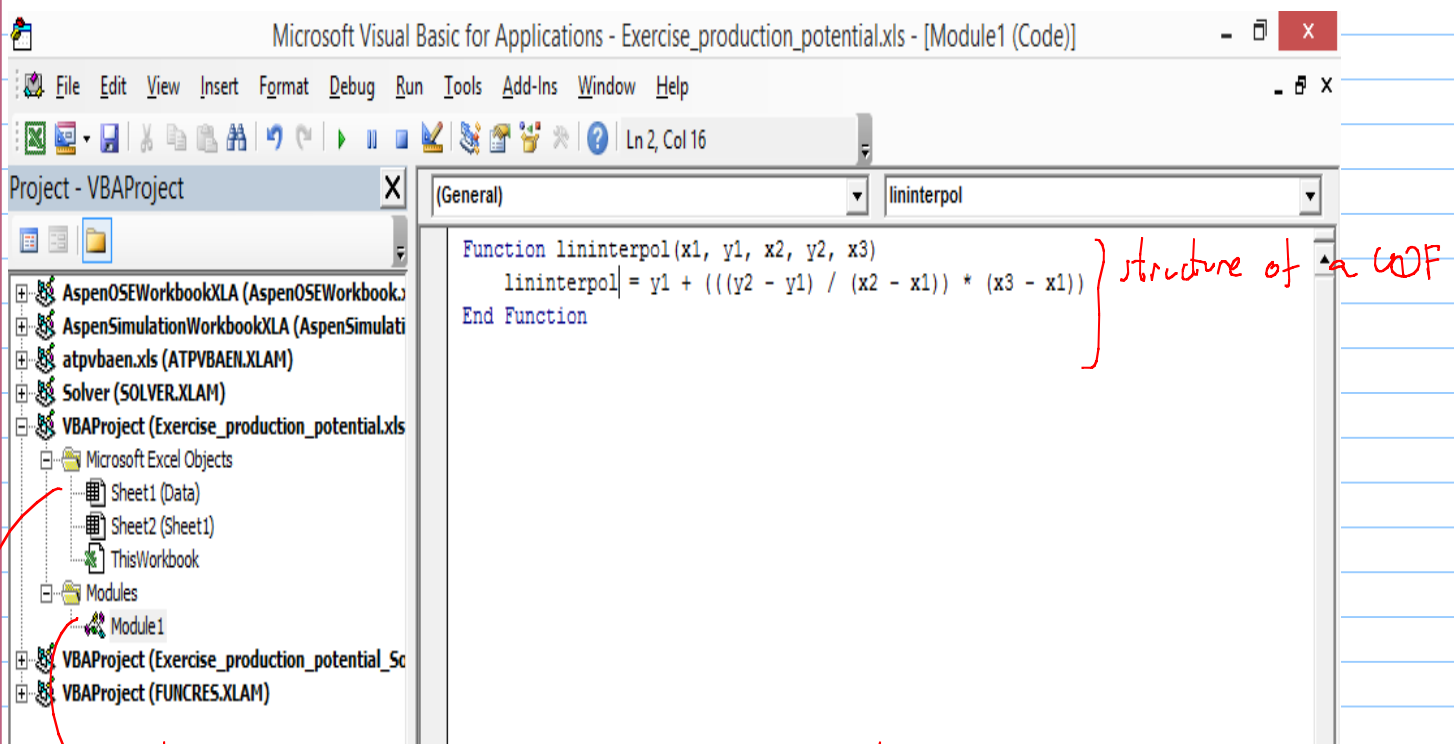 Microsoft Visual Basic for Applications - Exercise_production_potential.xls - [Module1 (Code)]
File Edit View Insert Format Debug Run Tools Add-Ins Window Help
Ln 2, Col 16
Project - VBAProject
(General) lininterpol
Function lininterpol(x1, y1, x2, y2, x3)
lininterpol = y1 + (((y2 - y1) / (x2 - x1)) * (x3 - x1))
End Function
structure of a
AspenOSEWorkbookXLA (AspenOSEWorkbook.x
AspenSimulationWorkbookXLA (AspenSimulati
atpvbaen.xls (ATPVBAEN.XLAM)
Solver (SOLVER.XLAM)
VBAProject (Exercise_production_potential.xls
Microsoft Excel Objects
Sheet1 (Data)
Sheet2 (Sheet1)
ThisWorkbook
Modules
Module1
VBAProject (Exercise_production_potential_So
VBAProject (FUNCRES.XLAM)